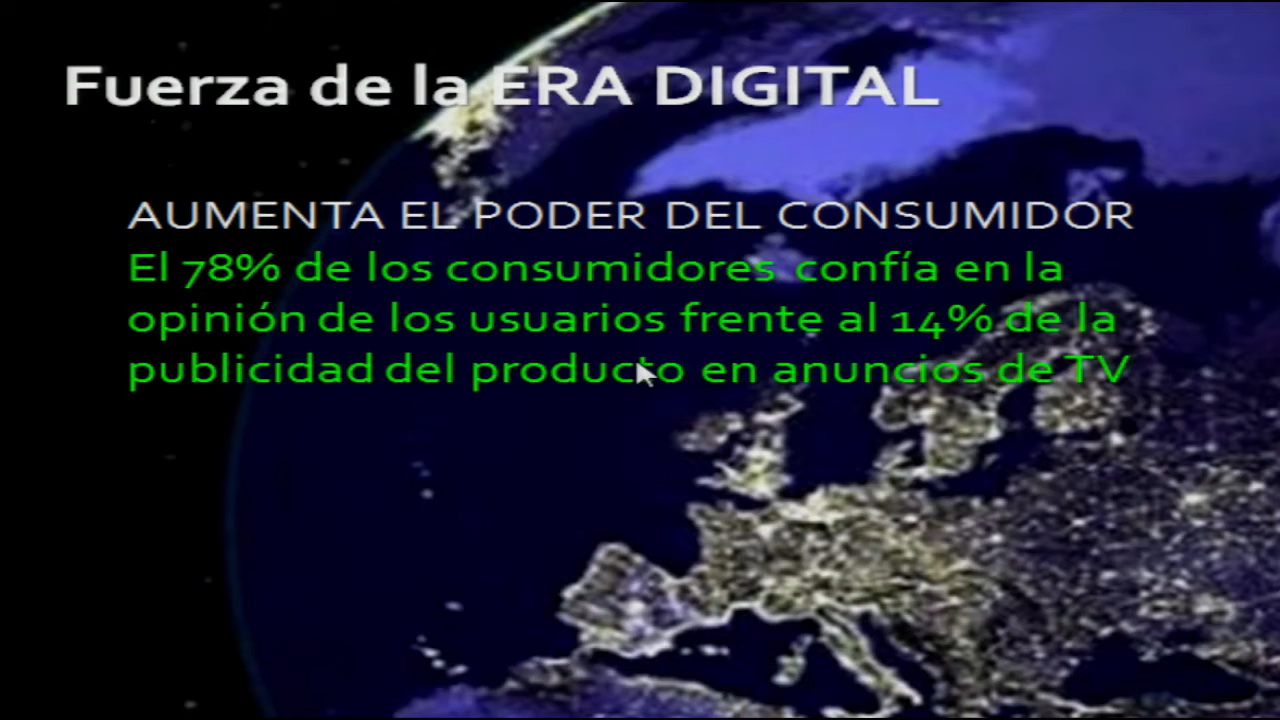 Fuerza de la ERA DIGITAL
AUMENTA EL PODER DEL CONSUMIDOR
El 78% de los consumidores confía en la
opinión de los usuarios frente al 14% de la
publicidad del producto en anuncios de TV